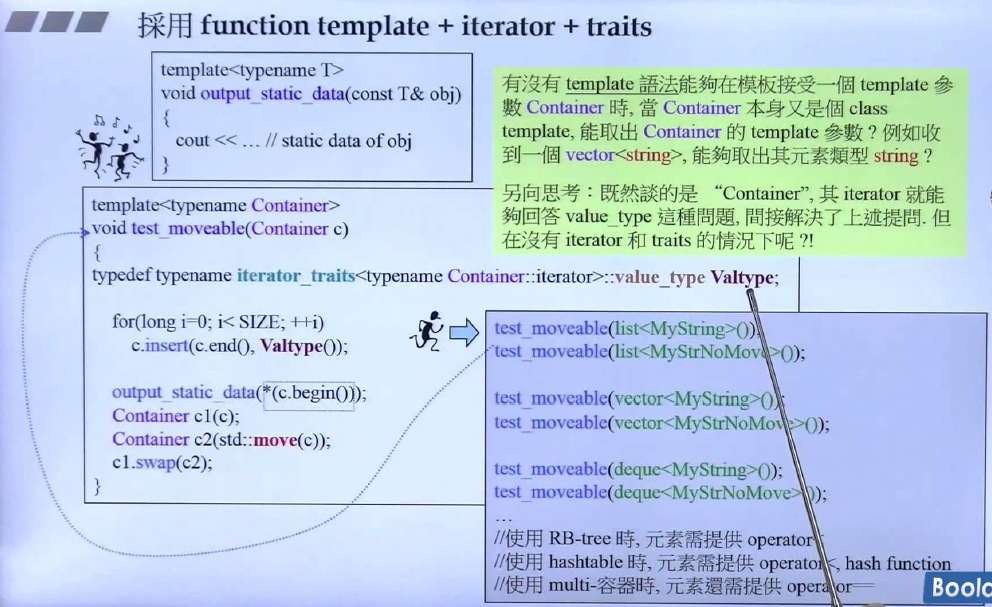 採用 function template + iterator + traits
template<typename T>
void output_static_data(const T& obj)
{
cout << … // static data of obj
}
有沒有 template 語法能夠在模板接受一個 template 參
數 Container 時, 當 Container 本身又是個 class
template, 能取出 Container 的 template 參數？例如收
到一個 vector<string>, 能夠取出其元素類型 string？
另向思考：既然談的是 “Container”, 其 iterator 就能
夠回答 value_type 這種問題, 間接解決了上述提問. 但
在沒有 iterator 和 traits 的情況下呢 ?!
template<typename Container>
void test_moveable(Container c)
{
typedef typename iterator_traits<typename Container::iterator>::value_type Valtype;
for(long i=0; i< SIZE; ++i)
c.insert(c.end(), Valtype());
output_static_data(*(c.begin()));
Container c1(c);
Container c2(std::move(c));
c1.swap(c2);
}
test_moveable(list<MyString>());
test_moveable(list<MyStrNoMove>());
test_moveable(vector<MyString>());
test_moveable(vector<MyStrNoMove>());
test_moveable(deque<MyString>());
test_moveable(deque<MyStrNoMove>());
…
//使用 RB-tree 時, 元素需提供 operator
//使用 hashtable 時, 元素需提供 operator<, hash function
//使用 multi-容器時, 元素還需提供 operator==